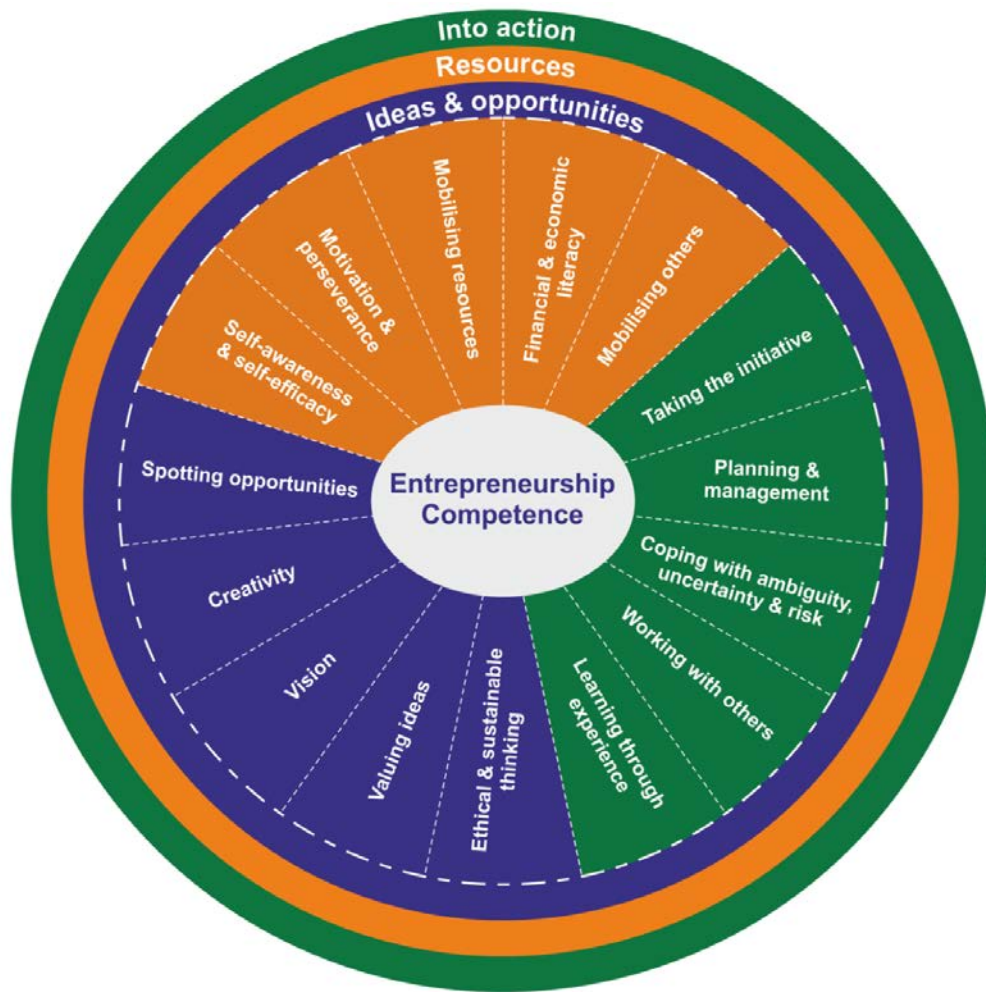 Into action
Resources
Ideas & opportunities
Mobilising resources
Financial & economic
literacy
Mobilising others
Motivation &
perseverance
Self-awareness
& self-efficacy
Taking the initiative
Planning &
management
Coping with ambiguity,
uncertainty & risk
Working with others
Learning through
experience
Entrepreneurship
Competence
Spotting opportunities
Creativity
Vision
Valuing ideas
Ethical & sustainable
thinking